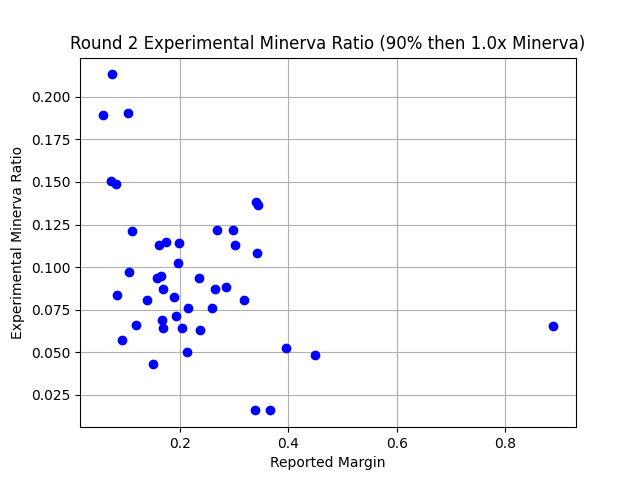 Round 2 Experimental Minerva Ratio (90% then 1.0x Minerva)
0.200
0.175
0.150
0.125
0.100
0.075
0.050
0.025
Experimental Minerva Ratio
0.2 0.4 0.6 0.8
Reported Margin